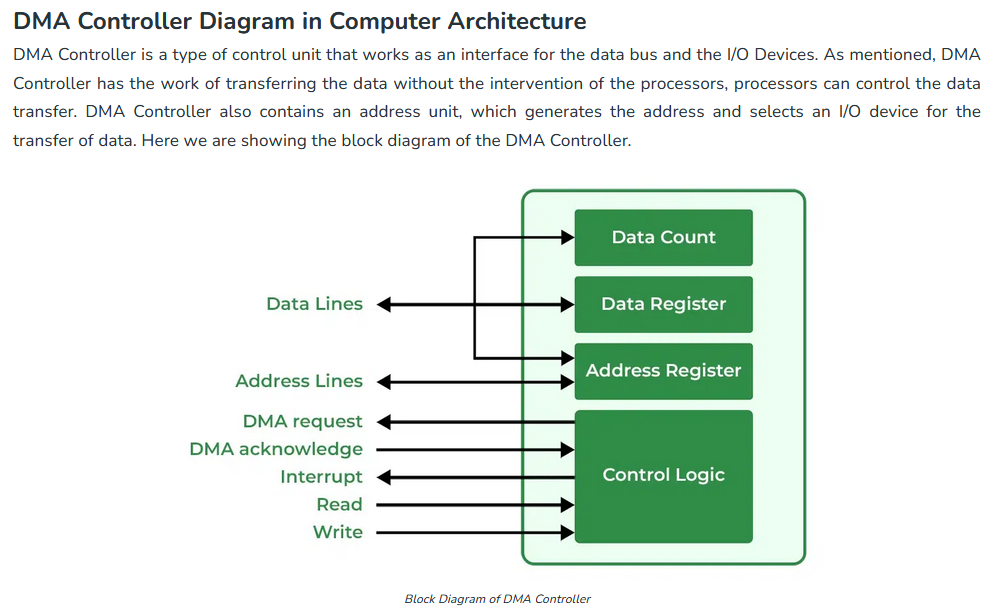 DMA Controller Diagram in Computer Architecture
DMA Controller is a type of control unit that works as an interface for the data bus and the I/O Devices. As mentioned, DMA
Controller has the work of transferring the data without the intervention of the processors, processors can control the data
transfer. DMA Controller also contains an address unit, which generates the address and selects an I/O device for the
transfer of data. Here we are showing the block diagram of the DMA Controller.
Data Count
Data Lines
Data Register
Address Register
Address Lines
DMA request
DMA acknowledge
Interrupt
Control Logic
Read
Write
Block Diagram of DMA Controller